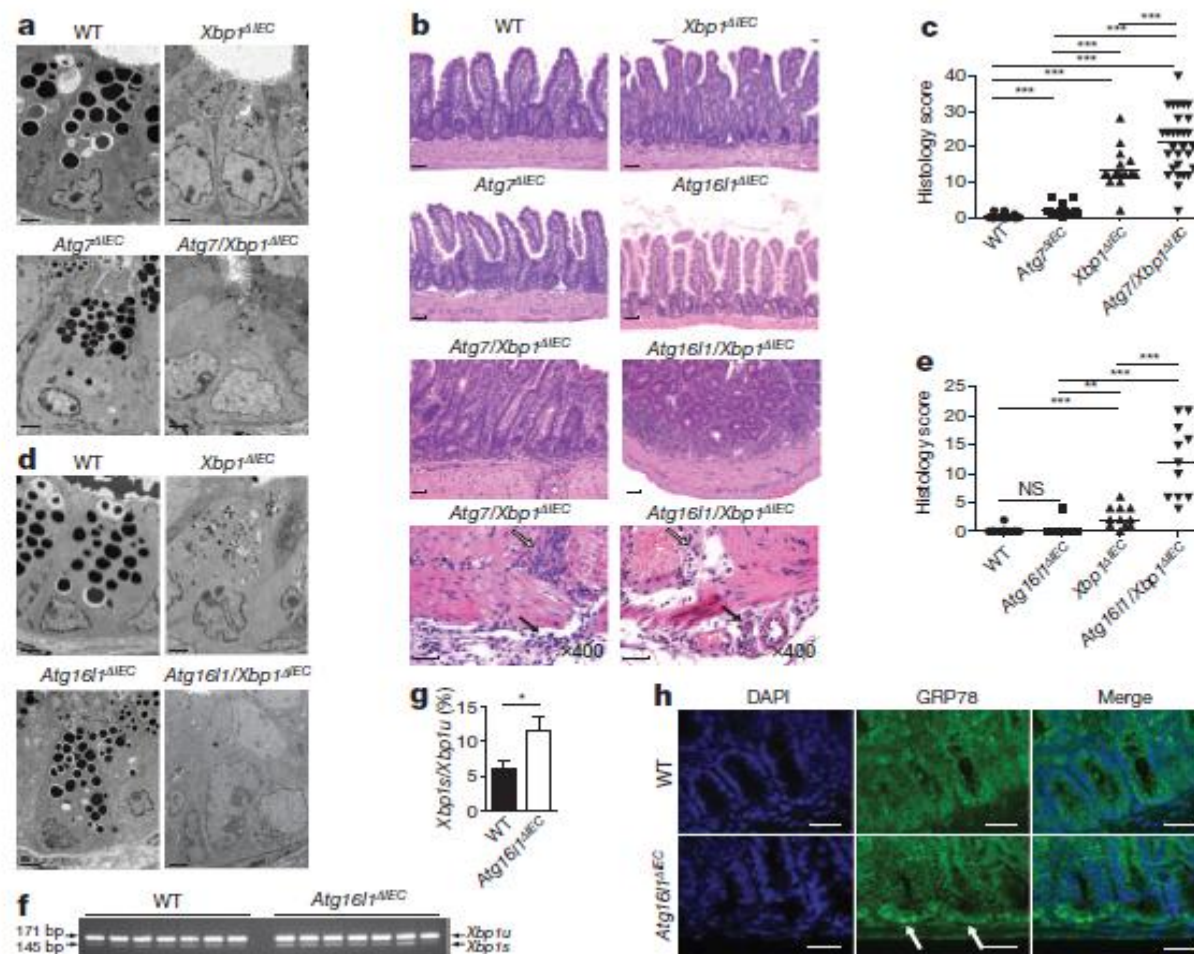 a
WT
Xbp1ΔIEC
Atg7ΔIEC
Atg7/Xbp1ΔIEC
d
WT
Xbp1ΔIEC
Atg16l1ΔIEC
Atg16l1/Xbp1ΔIEC
b
WT
Xbp1ΔIEC
Atg7ΔIEC
Atg16l1ΔIEC
Atg7/Xbp1ΔIEC
Atg16l1/Xbp1ΔIEC
Atg7/Xbp1ΔIEC
Atg16l1/Xbp1ΔIEC
×400
×400
c
***
***
***
***
***
***
Histology score
40
30
20
10
0
WT
Atg7ΔIEC
Xbp1ΔIEC
Atg7/Xbp1ΔIEC
e
***
***
**
***
NS
Histology score
25
20
15
10
5
0
WT
Atg16l1ΔIEC
Xbp1ΔIEC
Atg16l1/Xbp1ΔIEC
g
*
Xbp1s/Xbp1u (%)
15
10
5
0
WT
Atg16l1ΔIEC
f
WT
Atg16l1ΔIEC
171 bp
145 bp
Xbp1u
Xbp1s
h
DAPI
GRP78
Merge
WT
Atg16l1ΔIEC